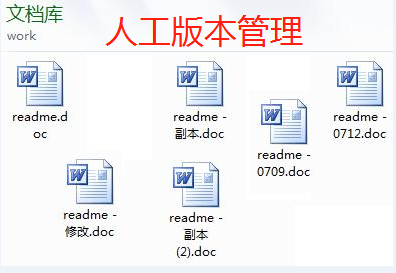 文档库
人工版本管理
work
readme.d
oc
readme -
副本.doc
readme -
0709.doc
readme -
0712.doc
readme -
修改.doc
readme -
副本
(2).doc